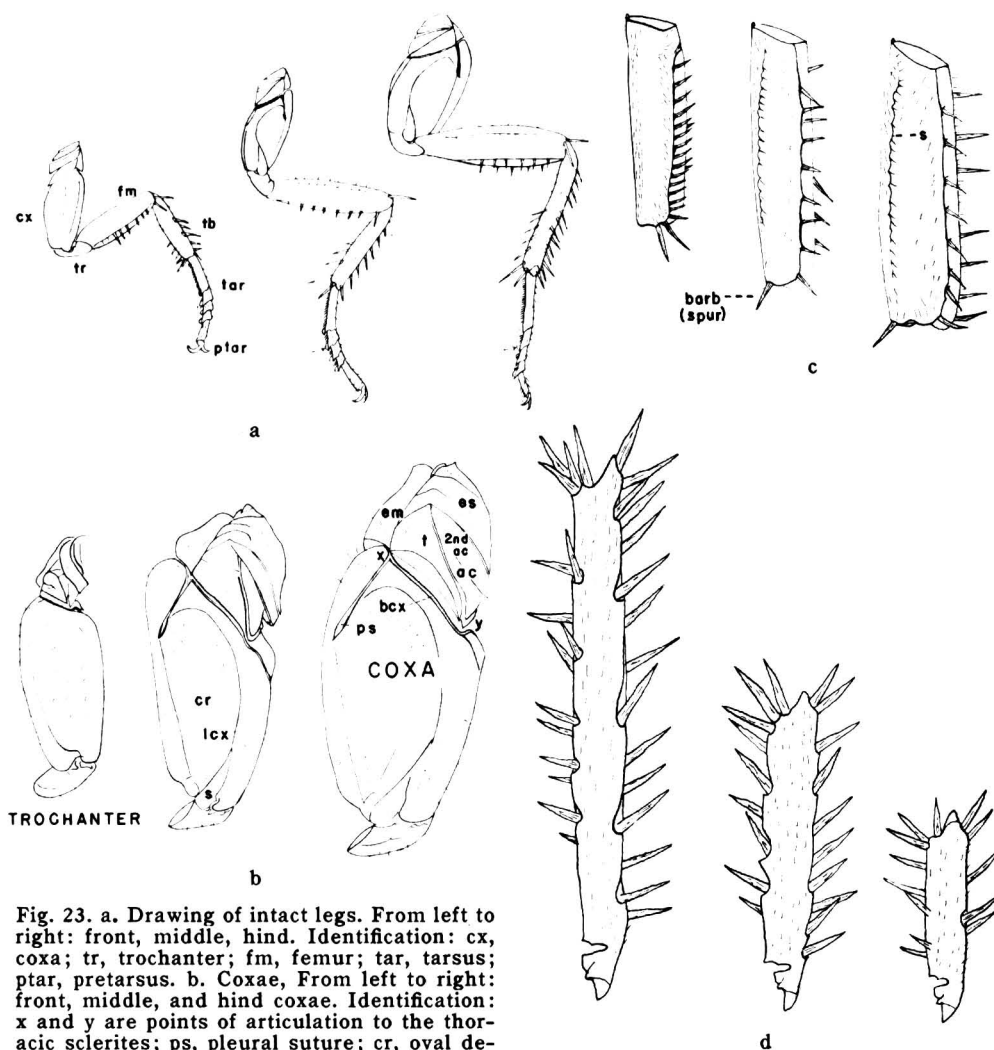 cx
fm
tb
tr
tar
ptar
a
s
barb
(spur)
c
em
es
t
2nd
ac
x
ac
bcx
y
ps
COXA
cr
lcx
s
TROCHANTER
b
Fig. 23. a. Drawing of intact legs. From left to
right: front, middle, hind. Identification: cx,
coxa; tr, trochanter; fm, femur; tar, tarsus;
ptar, pretarsus. b. Coxae, From left to right:
front, middle, and hind coxae. Identification:
x and y are points of articulation to the thor-
acic sclerites; ps, pleural suture; cr, oval de-
d